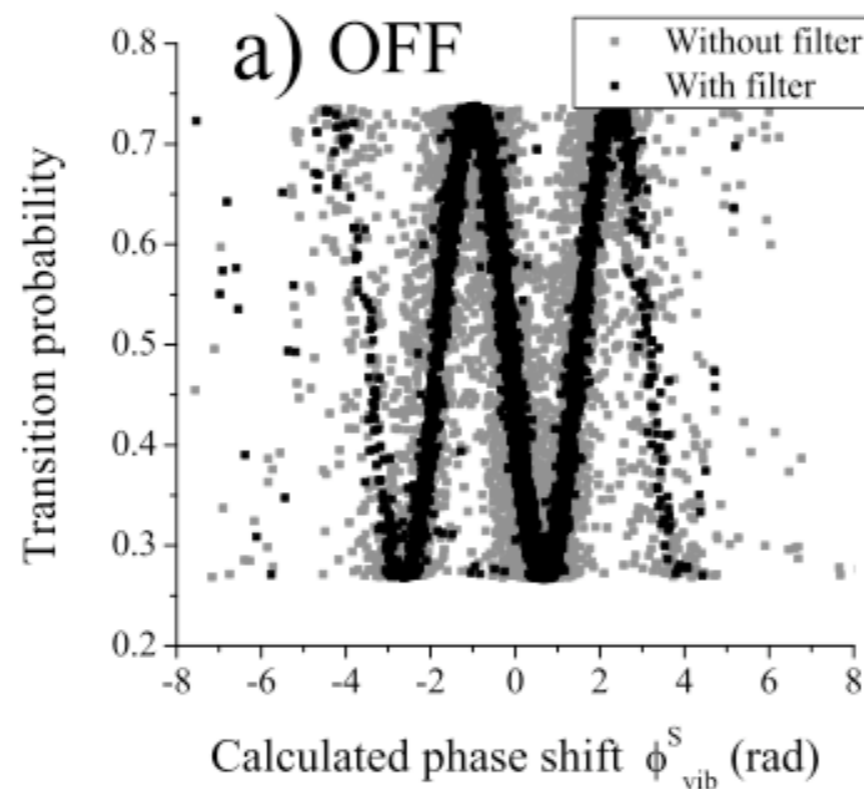 a) OFF
Without filter
With filter
0.8
0.7
0.6
0.5
0.4
0.3
0.2
Transition probability
-8 -6 -4 -2 0 2 4 6 8
Calculated phase shift ϕ^S_vib (rad)